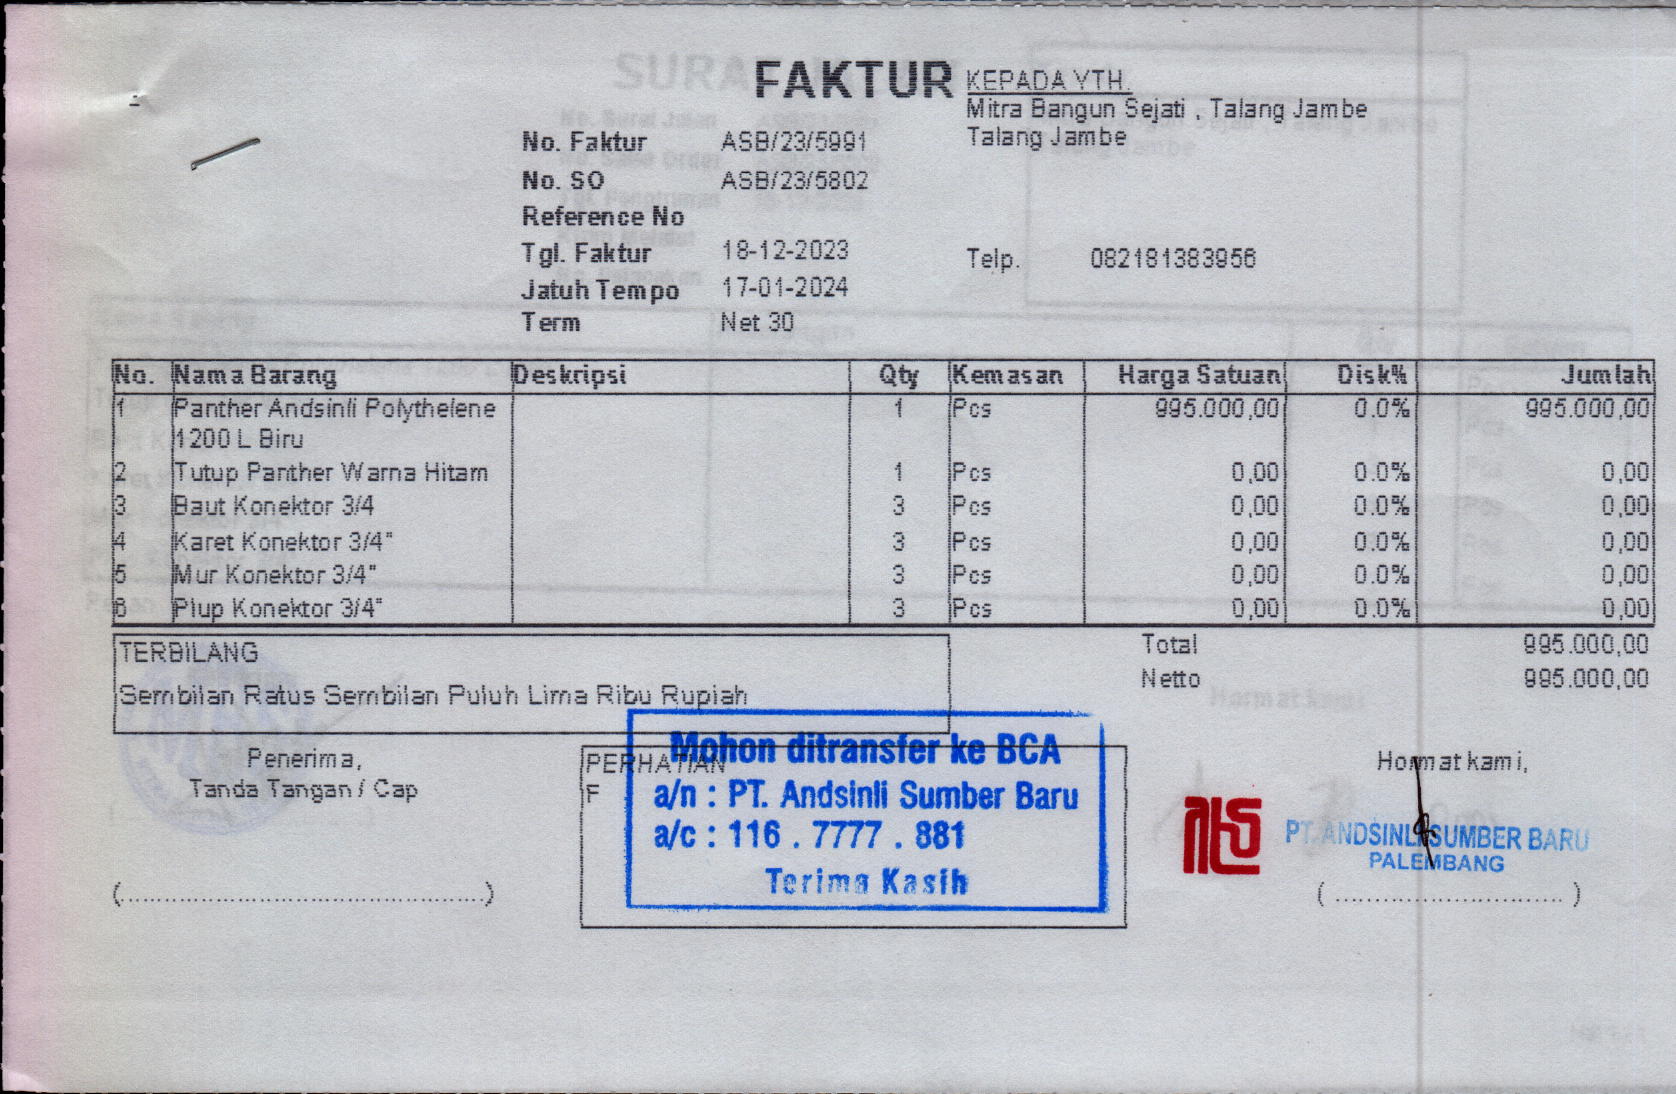 FAKTUR
KEPADA YTH.
Mitra Bangun Sejati , Talang Jambe
Talang Jambe
No. Faktur ASB/23/5991
No. SO ASB/23/5802
Reference No
Tgl. Faktur 18-12-2023
Telp. 082181383956
Jatuh Tempo 17-01-2024
Term Net 30
No. Nama Barang Deskripsi Qty Kemasan Harga Satuan Disk% Jumlah
1 Panther Andsinli Polythelene 1 Pcs 995.000,00 0.0% 995.000,00
1200 L Biru
2 Tutup Panther Warna Hitam 1 Pcs 0,00 0.0% 0,00
3 Baut Konektor 3/4 3 Pcs 0,00 0.0% 0,00
4 Karet Konektor 3/4" 3 Pcs 0,00 0.0% 0,00
5 Mur Konektor 3/4" 3 Pcs 0,00 0.0% 0,00
6 Plup Konektor 3/4" 3 Pcs 0,00 0.0% 0,00
TERBILANG
Sembilan Ratus Sembilan Puluh Lima Ribu Rupiah
Total 995.000,00
Netto 995.000,00
Penerima,
Tanda Tangan / Cap
(................................................)
PERHATIAN
F
Mohon ditransfer ke BCA
a/n : PT. Andsinli Sumber Baru
a/c : 116 . 7777 . 881
Terima Kasih
Hormat kami,
PT. ANDSINLI SUMBER BARU
PALEMBANG
( .............................. )